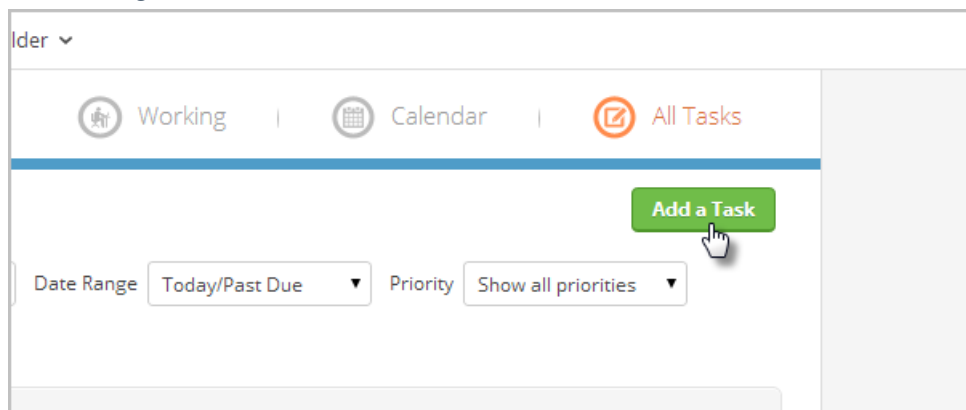 lder
Working
Calendar
All Tasks
Add a Task
Date Range Today/Past Due Priority Show all priorities